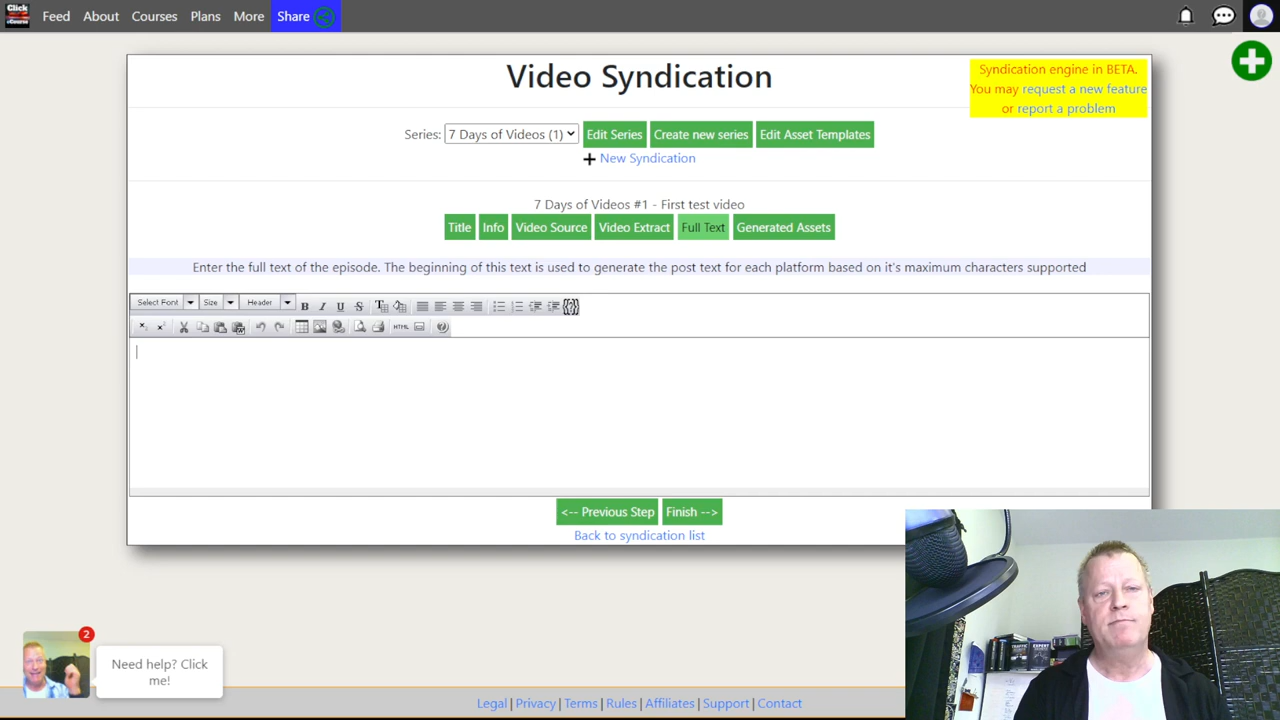 Click
eCourse
Feed
About
Courses
Plans
More
Share
Video Syndication
Syndication engine in BETA.
You may request a new feature
or report a problem
Series: 7 Days of Videos (1) Edit Series Create new series Edit Asset Templates
New Syndication
7 Days of Videos #1 - First test video
Title Info Video Source Video Extract Full Text Generated Assets
Enter the full text of the episode. The beginning of this text is used to generate the post text for each platform based on it's maximum characters supported
Select Font Size Header B I U S
HTML
<-- Previous Step Finish -->
Back to syndication list
2
Need help? Click
me!
Legal | Privacy | Terms | Rules | Affiliates | Support | Contact
TRAFFIC
SECRETS
EXPERT
SECRETS